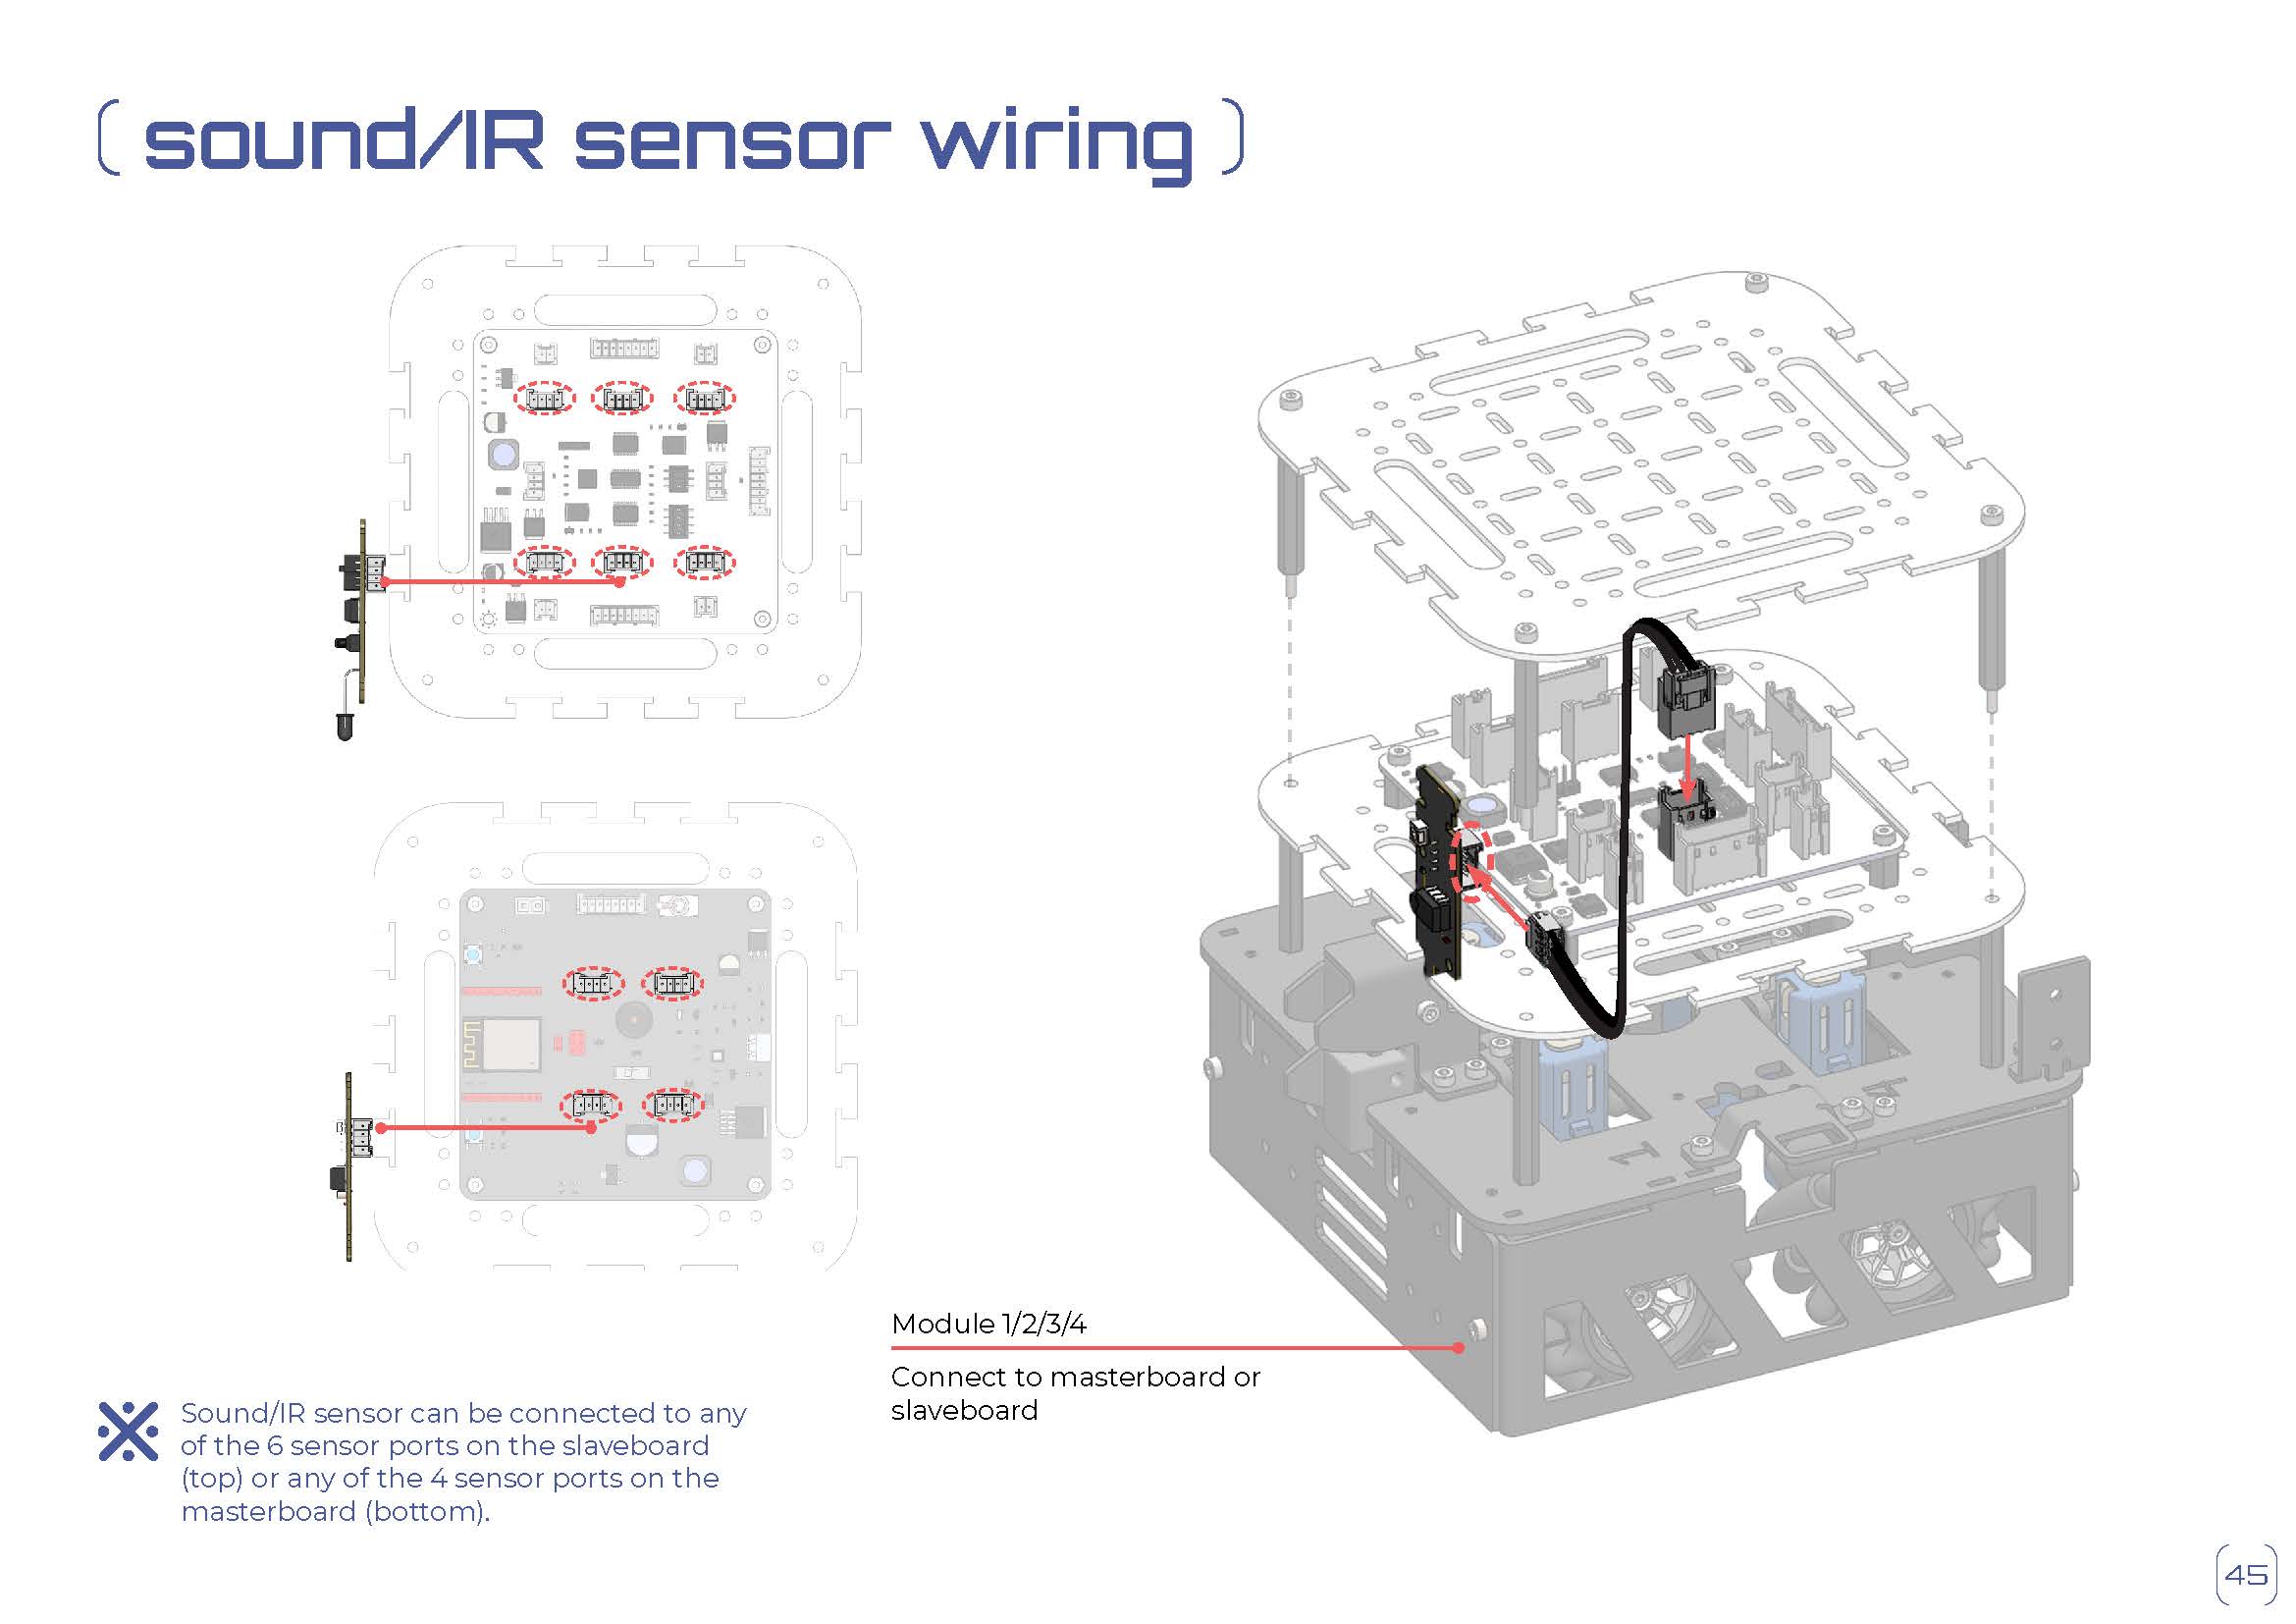 sound/IR sensor wiring
Module 1/2/3/4
Connect to masterboard or
slaveboard
※ Sound/IR sensor can be connected to any
of the 6 sensor ports on the slaveboard
(top) or any of the 4 sensor ports on the
masterboard (bottom).
45